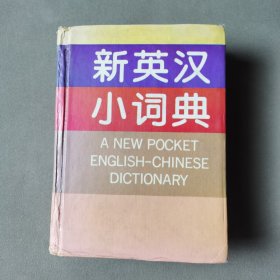 新英汉
小词典
A NEW POCKET
ENGLISH-CHINESE
DICTIONARY